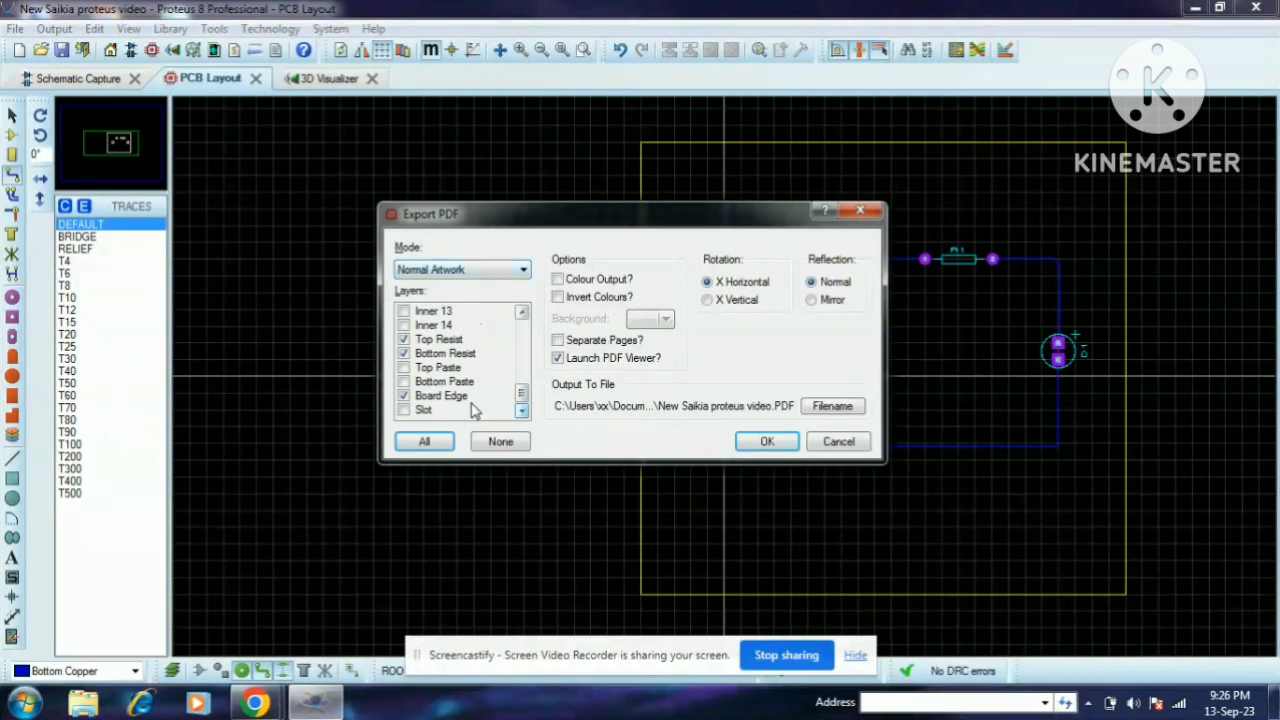 New Saikia proteus video - Proteus 8 Professional - PCB Layout
File Output Edit View Library Tools Technology System Help
Schematic Capture
PCB Layout
3D Visualizer
0°
C E TRACES
DEFAULT
BRIDGE
RELIEF
T4
T6
T8
T10
T12
T15
T20
T25
T30
T40
T50
T60
T70
T80
T90
T100
T200
T300
T400
T500
K
KINEMASTER
Export PDF
Mode:
Normal Artwork
Layers:
Inner 13
Inner 14
Top Resist
Bottom Resist
Top Paste
Bottom Paste
Board Edge
Slot
All None
Options
Colour Output?
Invert Colours?
Background:
Separate Pages?
Launch PDF Viewer?
Rotation:
X Horizontal
X Vertical
Reflection:
Normal
Mirror
Output To File
C:\Users\xx\Docum...\New Saikia proteus video.PDF Filename
OK Cancel
R1
Screencastify - Screen Video Recorder is sharing your screen. Stop sharing Hide
Bottom Copper
ROO
No DRC errors
Address
9:26 PM
13-Sep-23